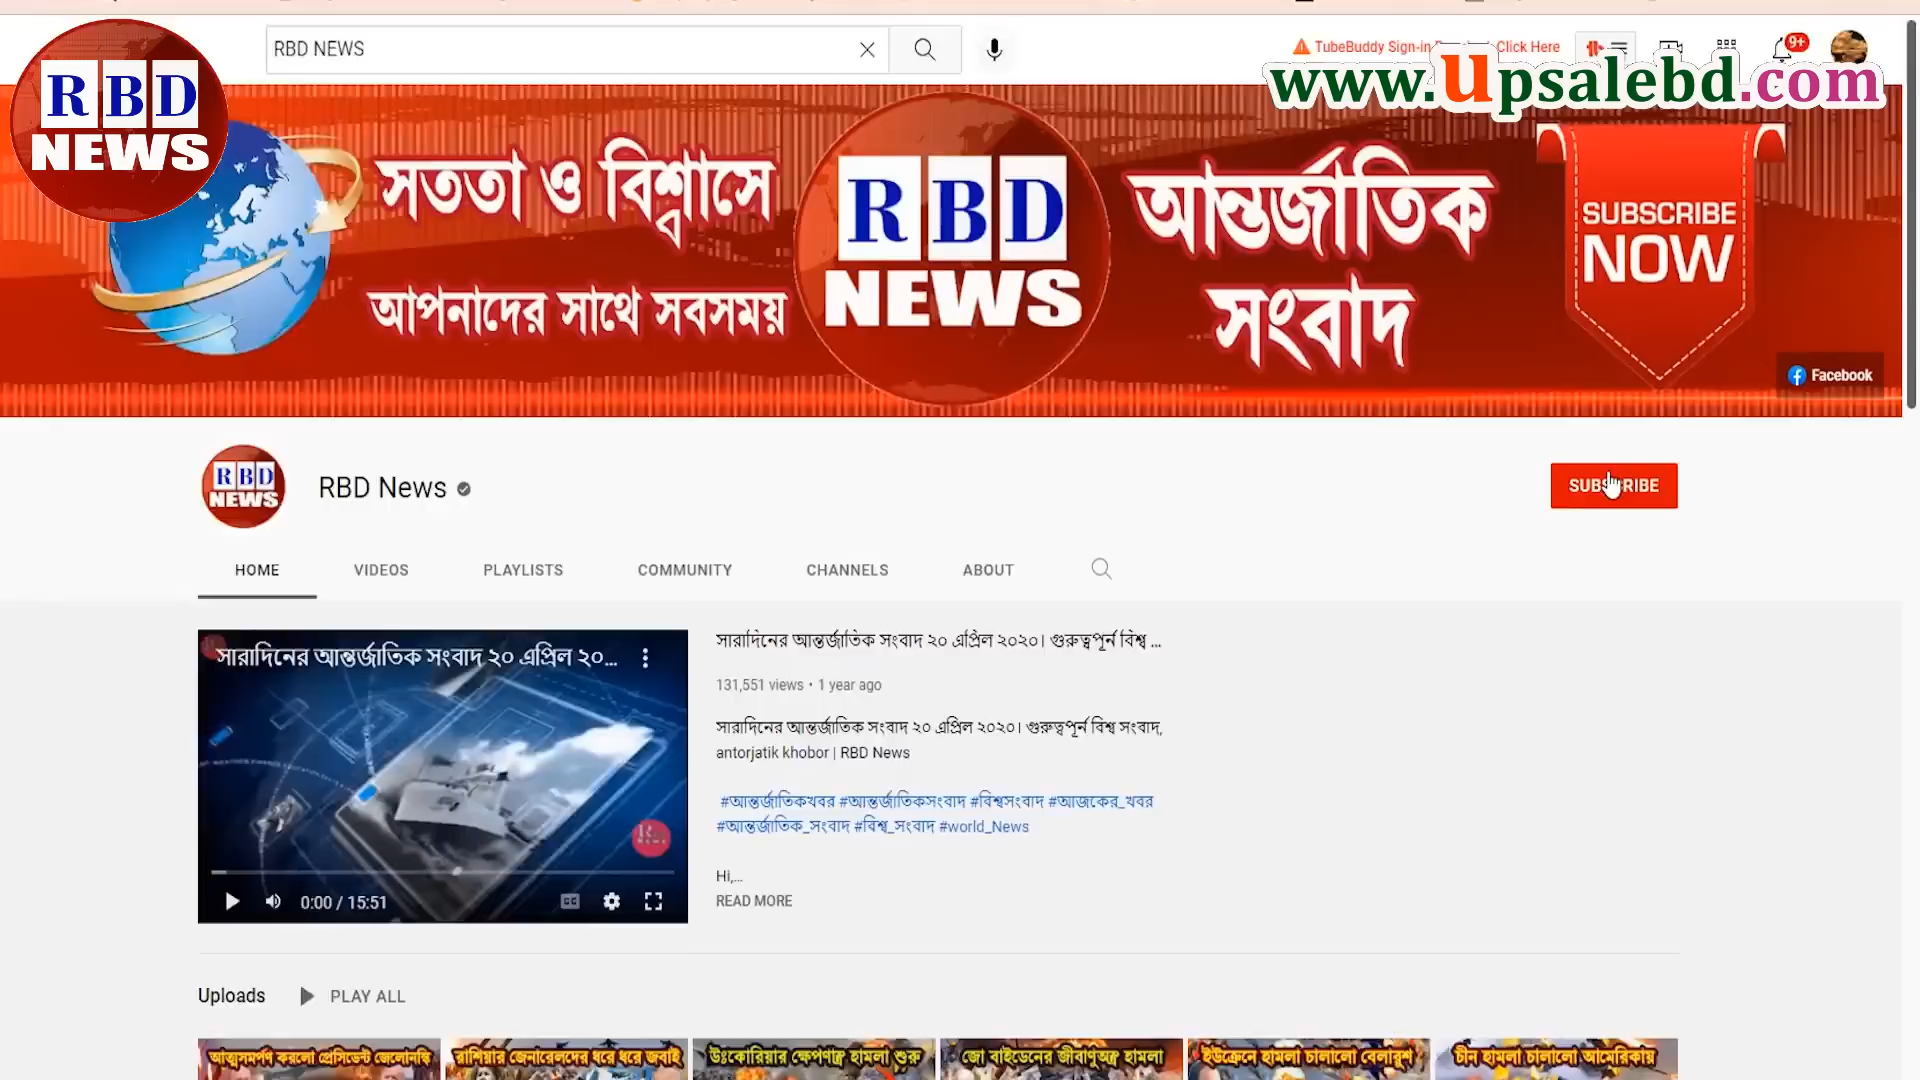 RBD NEWS
TubeBuddy Sign-in Click Here
9+
www.Upsalebd.com
RBD
NEWS
সততা ও বিশ্বাসে
আপনাদের সাথে সবসময়
RBD
NEWS
আন্তর্জাতিক
সংবাদ
SUBSCRIBE
NOW
Facebook
RBD
NEWS
RBD News
SUBSCRIBE
HOME
VIDEOS
PLAYLISTS
COMMUNITY
CHANNELS
ABOUT
সারাদিনের আন্তর্জাতিক সংবাদ ২০ এপ্রিল ২০...
0:00 / 15:51
সারাদিনের আন্তর্জাতিক সংবাদ ২০ এপ্রিল ২০২০। গুরুত্বপূর্ন বিশ্ব ...
131,551 views • 1 year ago
সারাদিনের আন্তর্জাতিক সংবাদ ২০ এপ্রিল ২০২০। গুরুত্বপূর্ন বিশ্ব সংবাদ,
antorjatik khobor | RBD News
#আন্তর্জাতিকখবর #আন্তর্জাতিকসংবাদ #বিশ্বসংবাদ #আজকের_খবর
#আন্তর্জাতিক_সংবাদ #বিশ্ব_সংবাদ #world_News
Hi,...
READ MORE
Uploads
PLAY ALL
আত্মসমর্পণ করলো প্রেসিডেন্ট জেলোনস্কি
রাশিয়ার জেনারেলদের ধরে ধরে জবাই
উঃকোরিয়ার ক্ষেপণাস্ত্র হামলা শুরু
জো বাইডেনের জীবাণুঅস্ত্র হামলা
ইউক্রেনে হামলা চালালো বেলারুশ
চীন হামলা চালালো আমেরিকায়